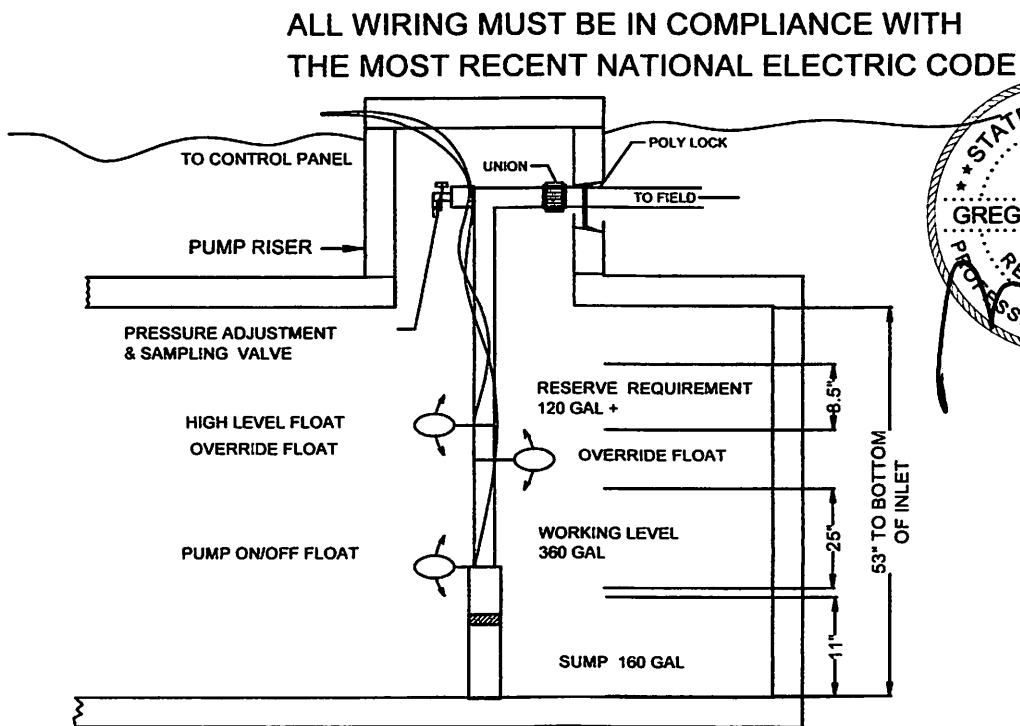 ALL WIRING MUST BE IN COMPLIANCE WITH
THE MOST RECENT NATIONAL ELECTRIC CODE
TO CONTROL PANEL
UNION
POLY LOCK
TO FIELD
PUMP RISER
PRESSURE ADJUSTMENT
& SAMPLING VALVE
HIGH LEVEL FLOAT
OVERRIDE FLOAT
RESERVE REQUIREMENT
120 GAL +
8.5"
OVERRIDE FLOAT
PUMP ON/OFF FLOAT
WORKING LEVEL
360 GAL
25"
53" TO BOTTOM
OF INLET
SUMP 160 GAL
11"
STATE
GREG